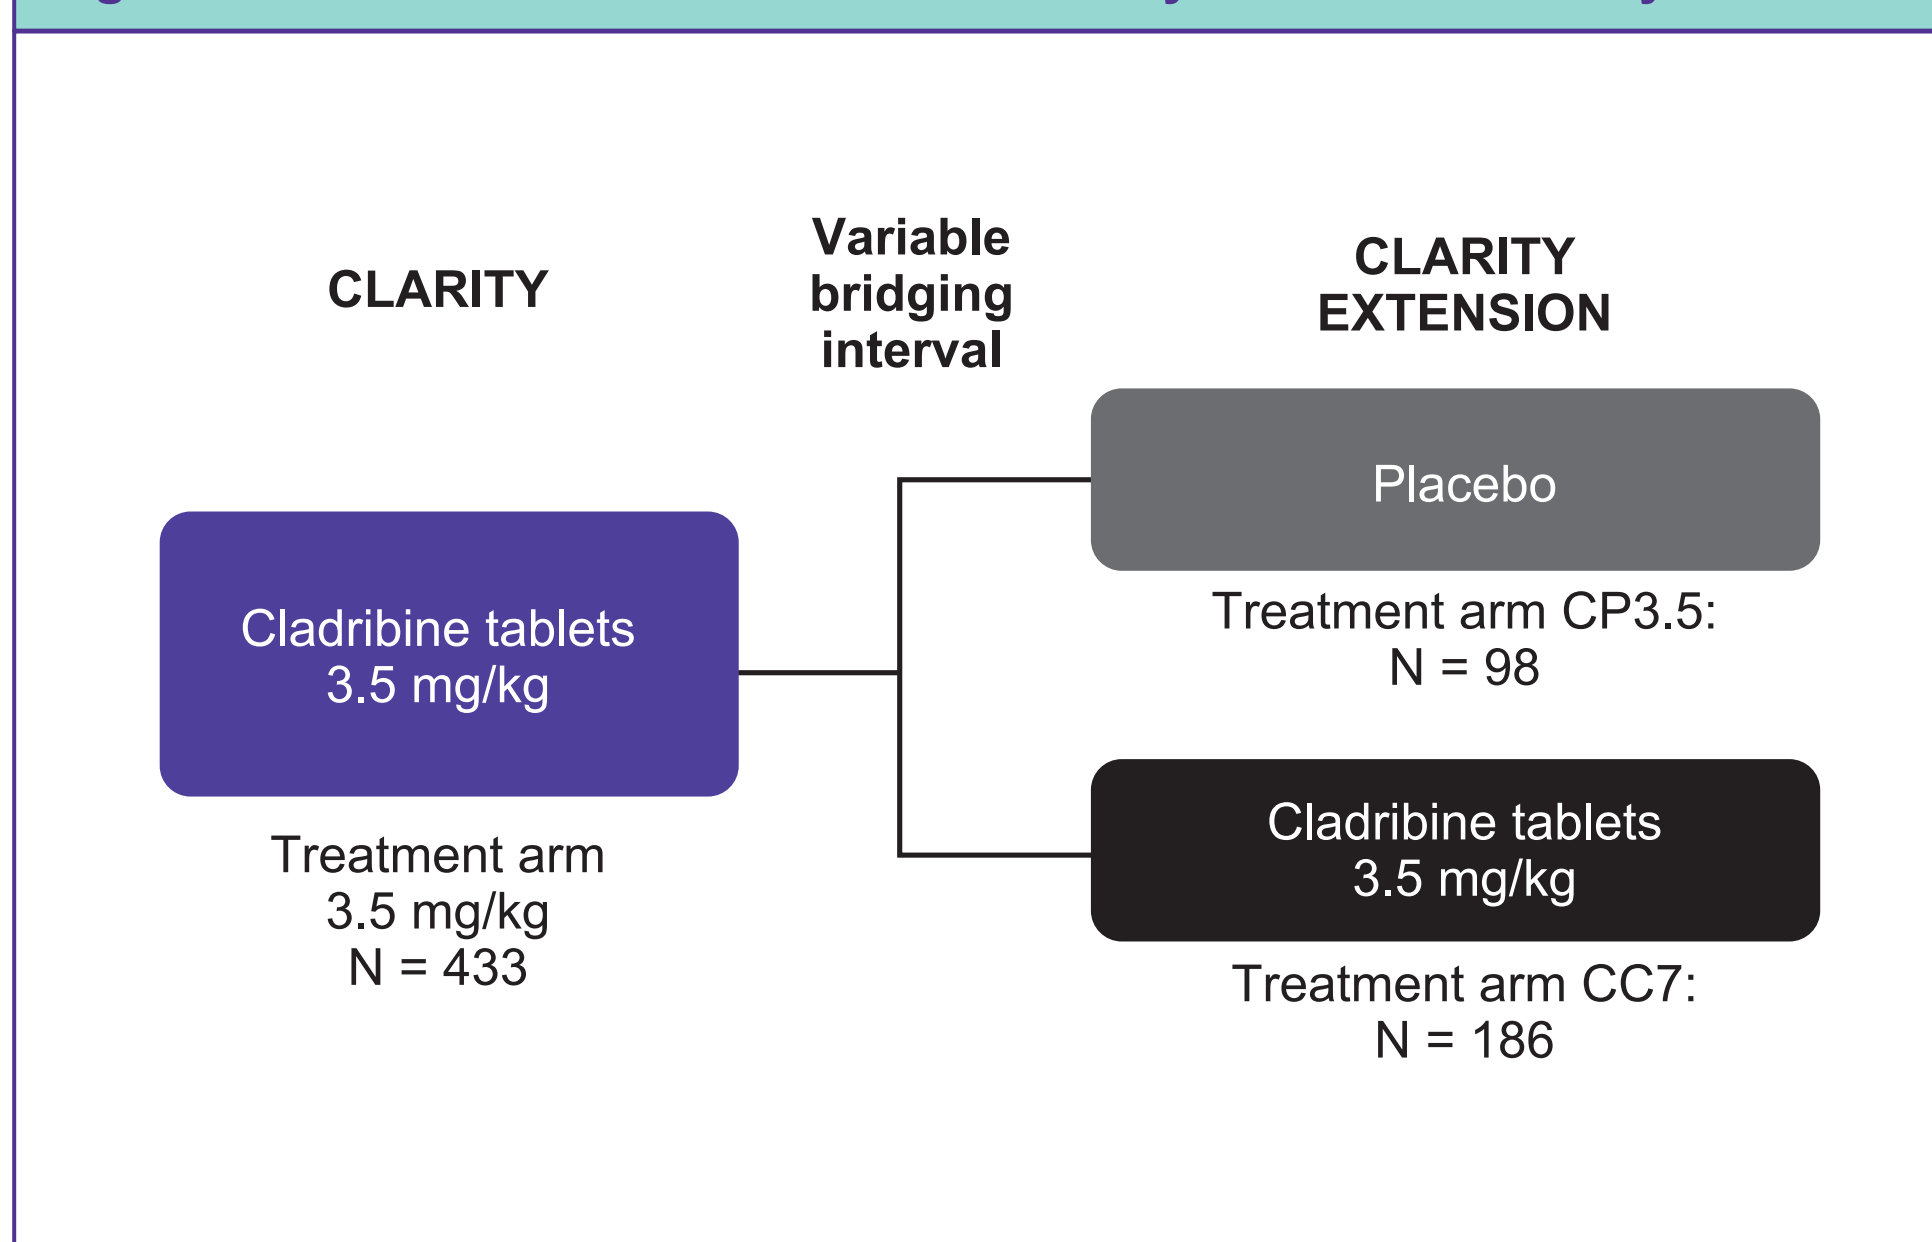 CLARITY
Variable
bridging
interval
CLARITY
EXTENSION
Cladribine tablets
3.5 mg/kg
Treatment arm
3.5 mg/kg
N = 433
Placebo
Treatment arm CP3.5:
N = 98
Cladribine tablets
3.5 mg/kg
Treatment arm CC7:
N = 186